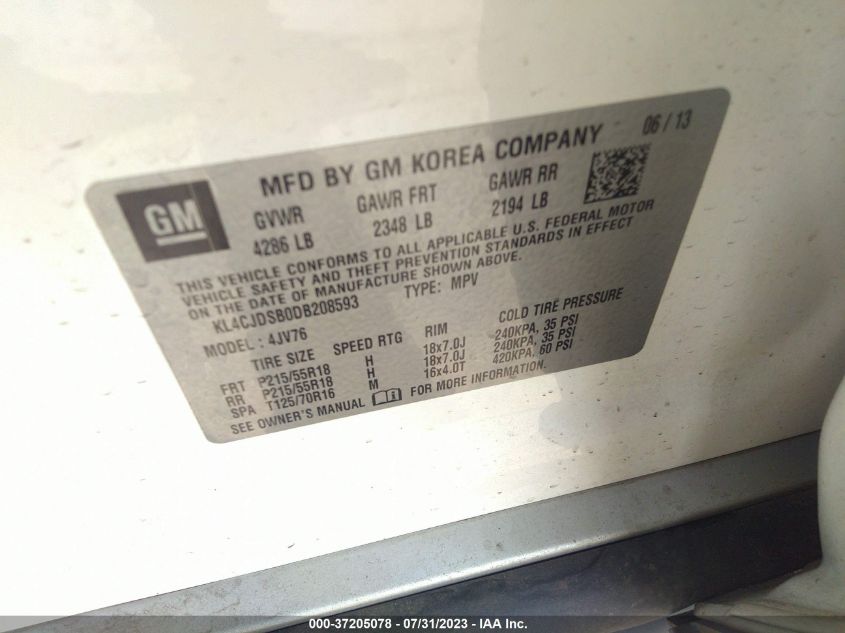 GM
MFD BY GM KOREA COMPANY 06 / 13
GVWR GAWR FRT GAWR RR
4286 LB 2348 LB 2194 LB
THIS VEHICLE CONFORMS TO ALL APPLICABLE U.S. FEDERAL MOTOR
VEHICLE SAFETY AND THEFT PREVENTION STANDARDS IN EFFECT
ON THE DATE OF MANUFACTURE SHOWN ABOVE.
KL4CJDSB0DB208593 TYPE: MPV
MODEL : 4JV76
TIRE SIZE SPEED RTG RIM COLD TIRE PRESSURE
FRT P215/55R18 H 18x7.0J 240KPA, 35 PSI
RR P215/55R18 H 18x7.0J 240KPA, 35 PSI
SPA T125/70R16 M 16x4.0T 420KPA, 60 PSI
SEE OWNER'S MANUAL FOR MORE INFORMATION.
000-37205078 - 07/31/2023 - IAA Inc.